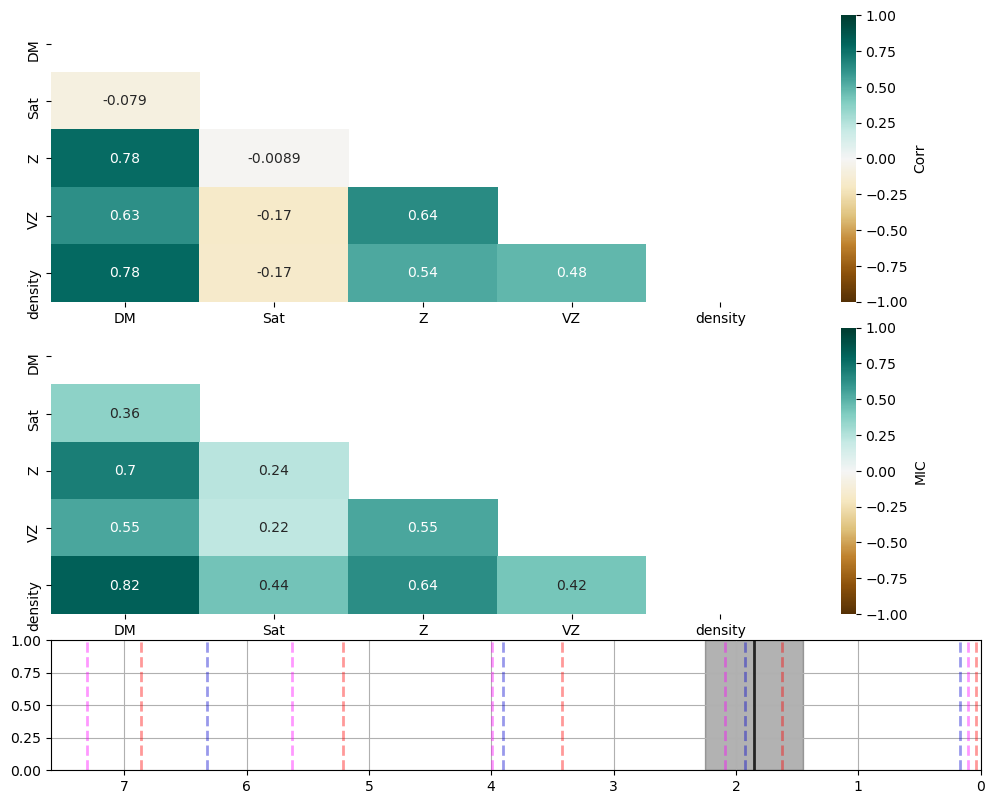 DM
Sat
Z
VZ
density
-0.079
0.78 -0.0089
0.63 -0.17 0.64
0.78 -0.17 0.54 0.48
DM Sat Z VZ density
1.00
0.75
0.50
0.25
0.00
−0.25
−0.50
−0.75
−1.00
Corr
DM
Sat
Z
VZ
density
0.36
0.7 0.24
0.55 0.22 0.55
0.82 0.44 0.64 0.42
DM Sat Z VZ density
1.00
0.75
0.50
0.25
0.00
−0.25
−0.50
−0.75
−1.00
MIC
1.00
0.75
0.50
0.25
0.00
7 6 5 4 3 2 1 0